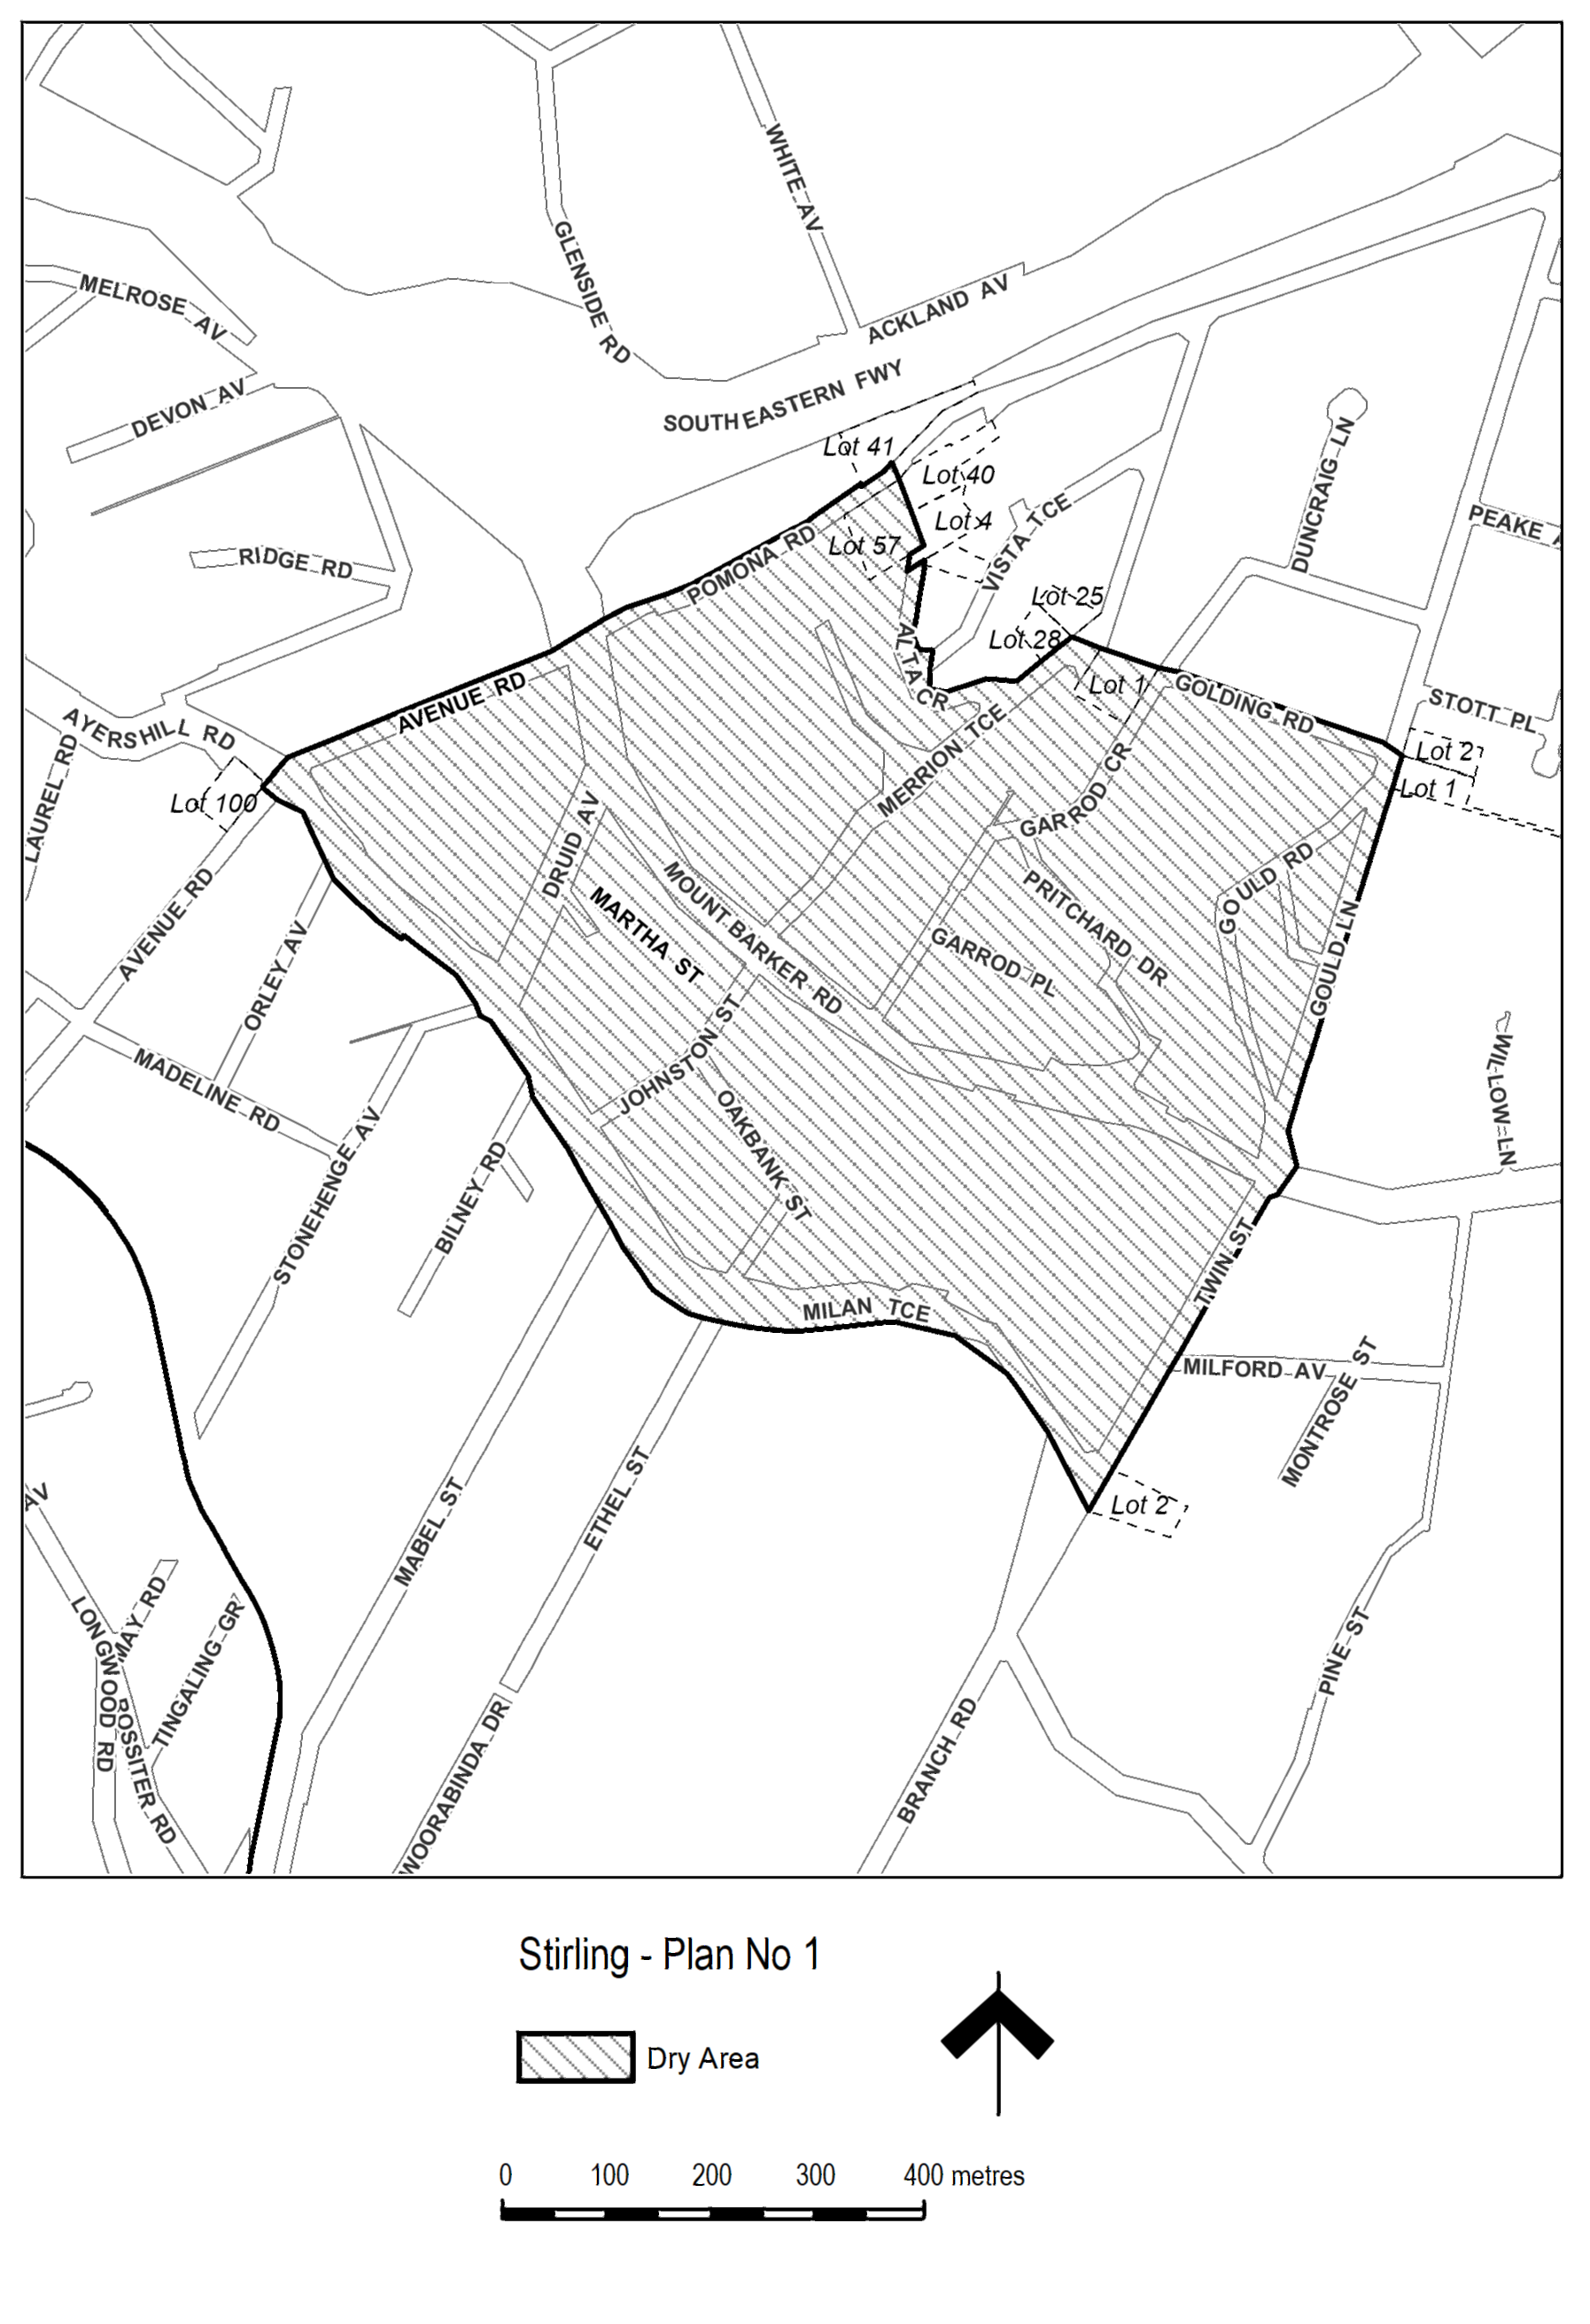 WHITE AV
GLENSIDE RD
MELROSE AV
ACKLAND AV
SOUTH EASTERN FWY
DEVON AV
Lot 41
Lot 40
DUNCRAIG LN
Lot 4
VISTA TCE
PEAKE
Lot 57
POMONA RD
RIDGE RD
Lot 25
Lot 28
ALTA CR
Lot 1
GOLDING RD
STOTT PL
AVENUE RD
AYERS HILL RD
MERRION TCE
Lot 2
Lot 1
LAUREL RD
Lot 100
GARROD CR
DRUID AV
MARTHA ST
MOUNT BARKER RD
PRITCHARD DR
GOULD RD
GARROD PL
GOULD LN
AVENUE RD
ORLEY AV
JOHNSTON ST
WILLOW LN
MADELINE RD
OAKBANK ST
STONEHENGE AV
BILNEY RD
TWIN ST
MILAN TCE
MILFORD AV
MONTROSE ST
AV
Lot 2
MABEL ST
ETHEL ST
LONGWOOD RD
MAY RD
TINGALING GR
ROSSITER RD
PINE ST
WOORABINDA DR
BRANCH RD
Stirling - Plan No 1
Dry Area
0 100 200 300 400 metres